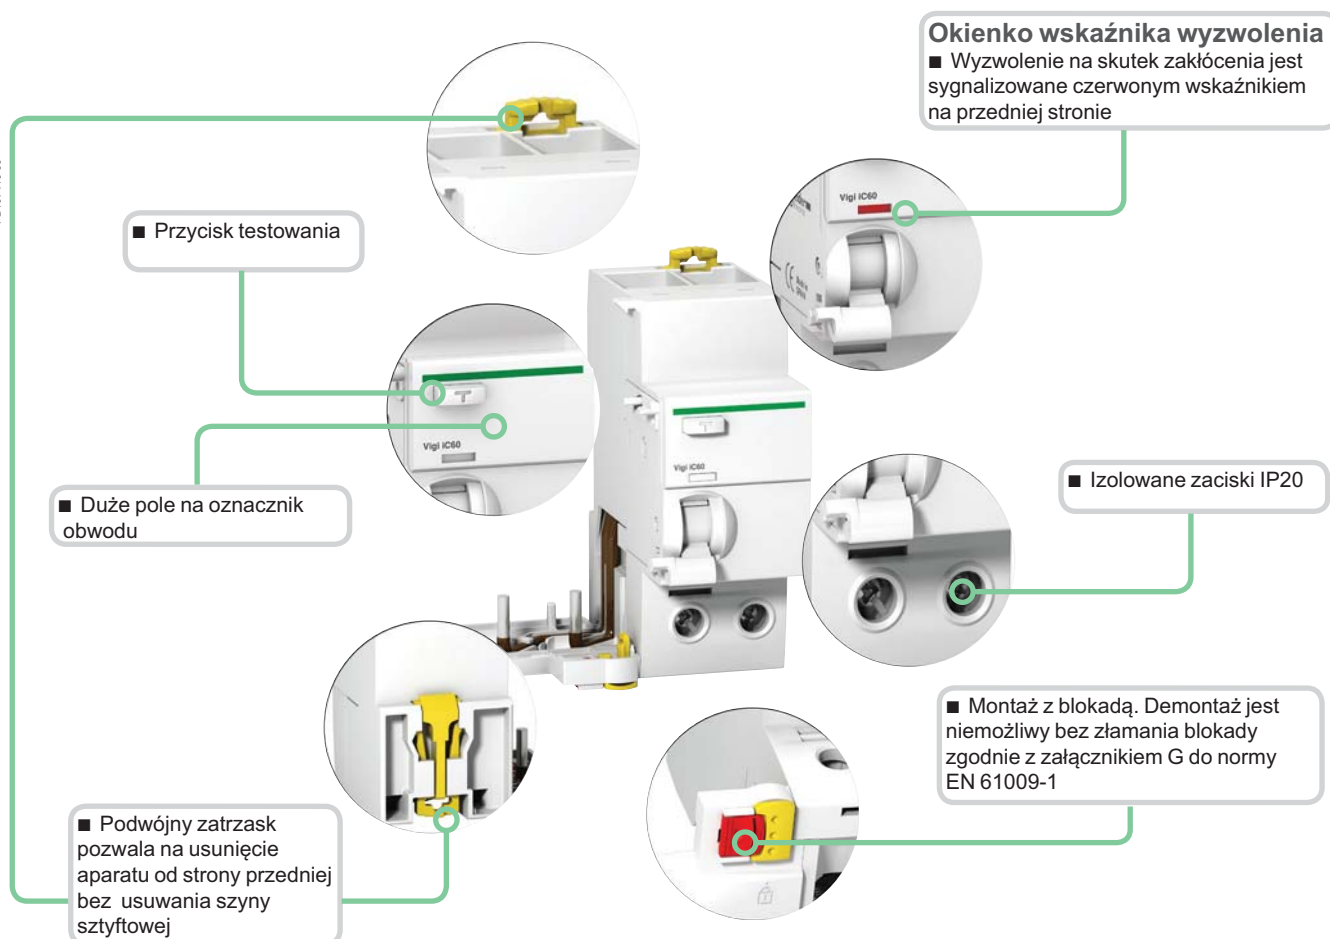 Okienko wskaźnika wyzwolenia
■ Wyzwolenie na skutek zakłócenia jest
sygnalizowane czerwonym wskaźnikiem
na przedniej stronie
■ Przycisk testowania
Vigi iC60
T
Vigi iC60
T
Vigi iC60
■ Duże pole na oznacznik
obwodu
■ Izolowane zaciski IP20
■ Montaż z blokadą. Demontaż jest
niemożliwy bez złamania blokady
zgodnie z załącznikiem G do normy
EN 61009-1
■ Podwójny zatrzask
pozwala na usunięcie
aparatu od strony przedniej
bez usuwania szyny
sztyftowej